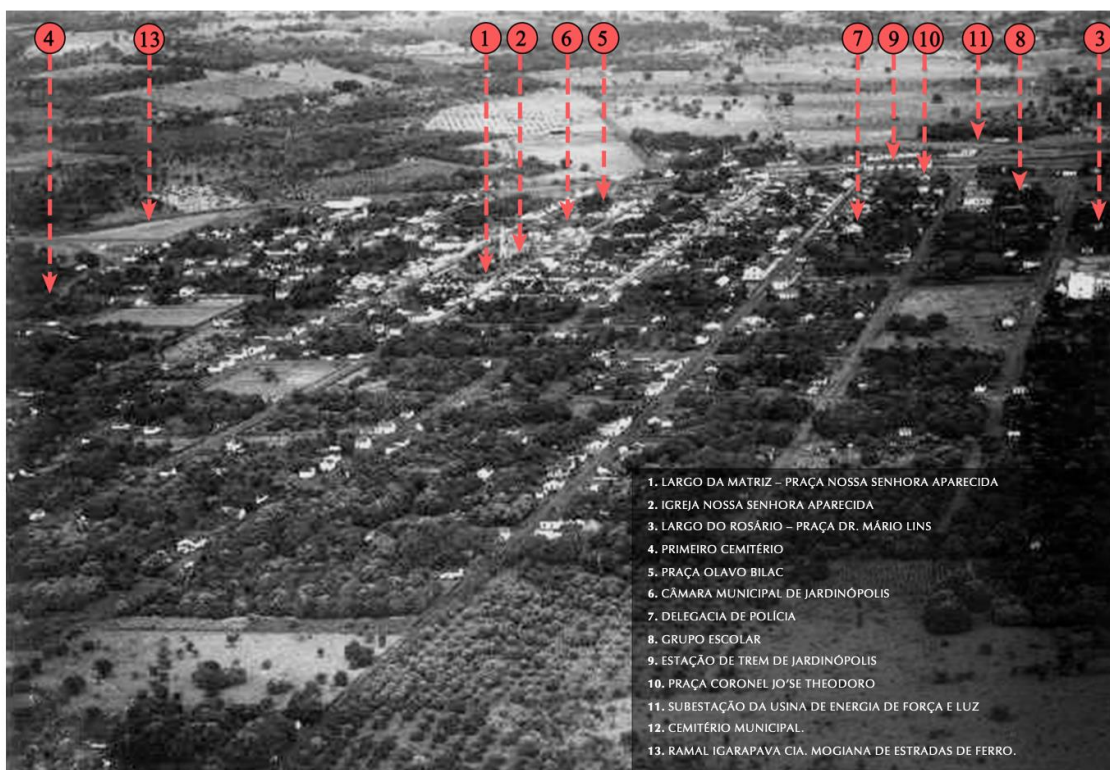 4 13 1 2 6 5 7 9 10 11 8 3
1. LARGO DA MATRIZ – PRAÇA NOSSA SENHORA APARECIDA
2. IGREJA NOSSA SENHORA APARECIDA
3. LARGO DO ROSÁRIO – PRAÇA DR. MÁRIO LINS
4. PRIMEIRO CEMITÉRIO
5. PRAÇA OLAVO BILAC
6. CÂMARA MUNICIPAL DE JARDINÓPOLIS
7. DELEGACIA DE POLÍCIA
8. GRUPO ESCOLAR
9. ESTAÇÃO DE TREM DE JARDINÓPOLIS
10. PRAÇA CORONEL JO'SE THEODORO
11. SUBESTAÇÃO DA USINA DE ENERGIA DE FORÇA E LUZ
12. CEMITÉRIO MUNICIPAL.
13. RAMAL IGARAPAVA CIA. MOGIANA DE ESTRADAS DE FERRO.